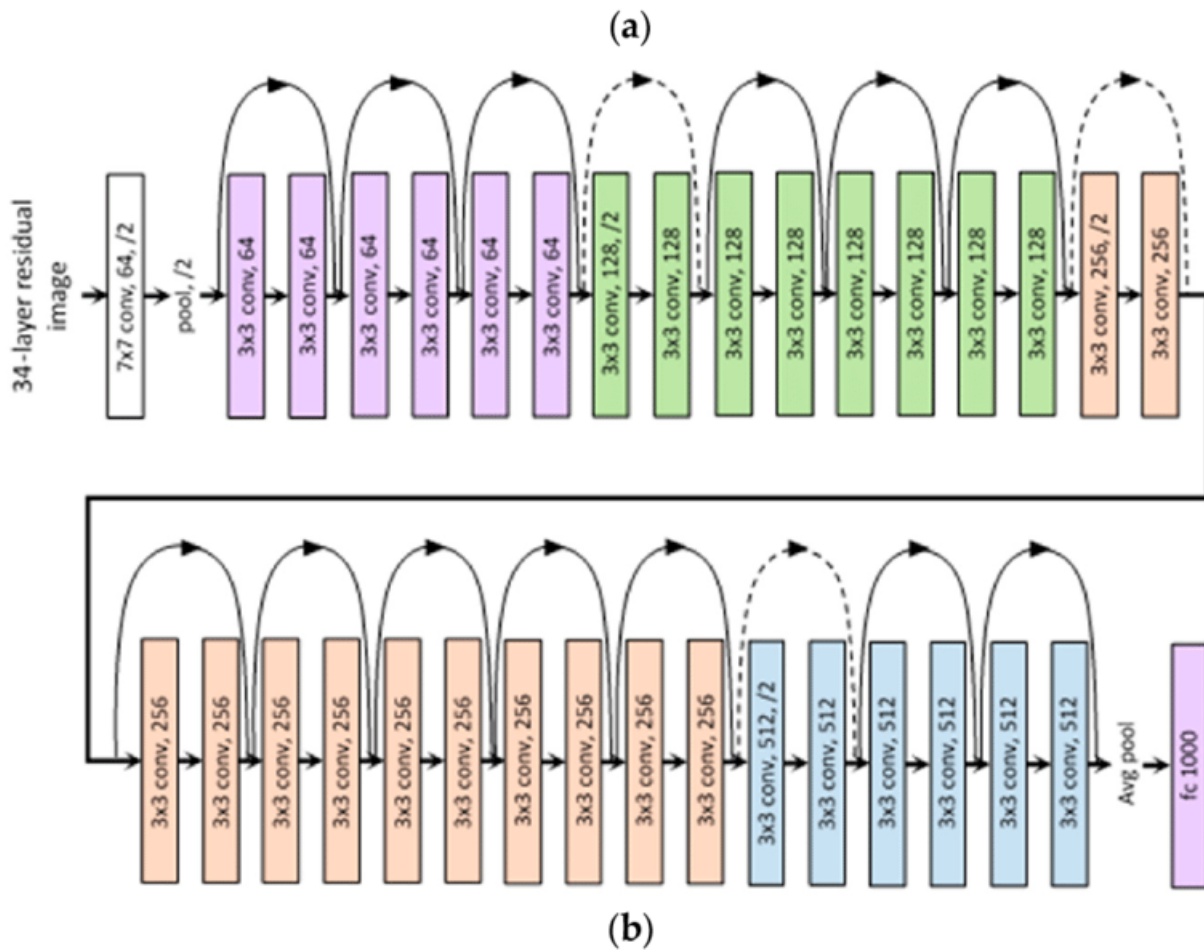 (a)
34-layer residual
image
7x7 conv, 64, /2
pool, /2
3x3 conv, 64
3x3 conv, 64
3x3 conv, 64
3x3 conv, 64
3x3 conv, 64
3x3 conv, 64
3x3 conv, 128, /2
3x3 conv, 128
3x3 conv, 128
3x3 conv, 128
3x3 conv, 128
3x3 conv, 128
3x3 conv, 128
3x3 conv, 128
3x3 conv, 256, /2
3x3 conv, 256
3x3 conv, 256
3x3 conv, 256
3x3 conv, 256
3x3 conv, 256
3x3 conv, 256
3x3 conv, 256
3x3 conv, 256
3x3 conv, 256
3x3 conv, 256
3x3 conv, 256
3x3 conv, 512, /2
3x3 conv, 512
3x3 conv, 512
3x3 conv, 512
3x3 conv, 512
3x3 conv, 512
Avg pool
fc 1000
(b)